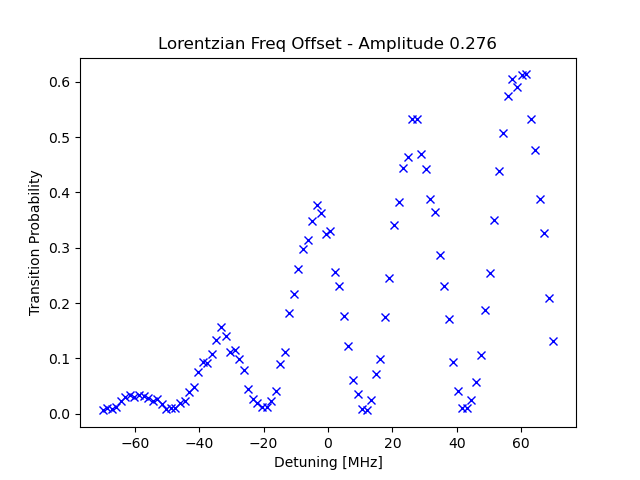 Lorentzian Freq Offset - Amplitude 0.276
Transition Probability
0.6
0.5
0.4
0.3
0.2
0.1
0.0
−60 −40 −20 0 20 40 60
Detuning [MHz]